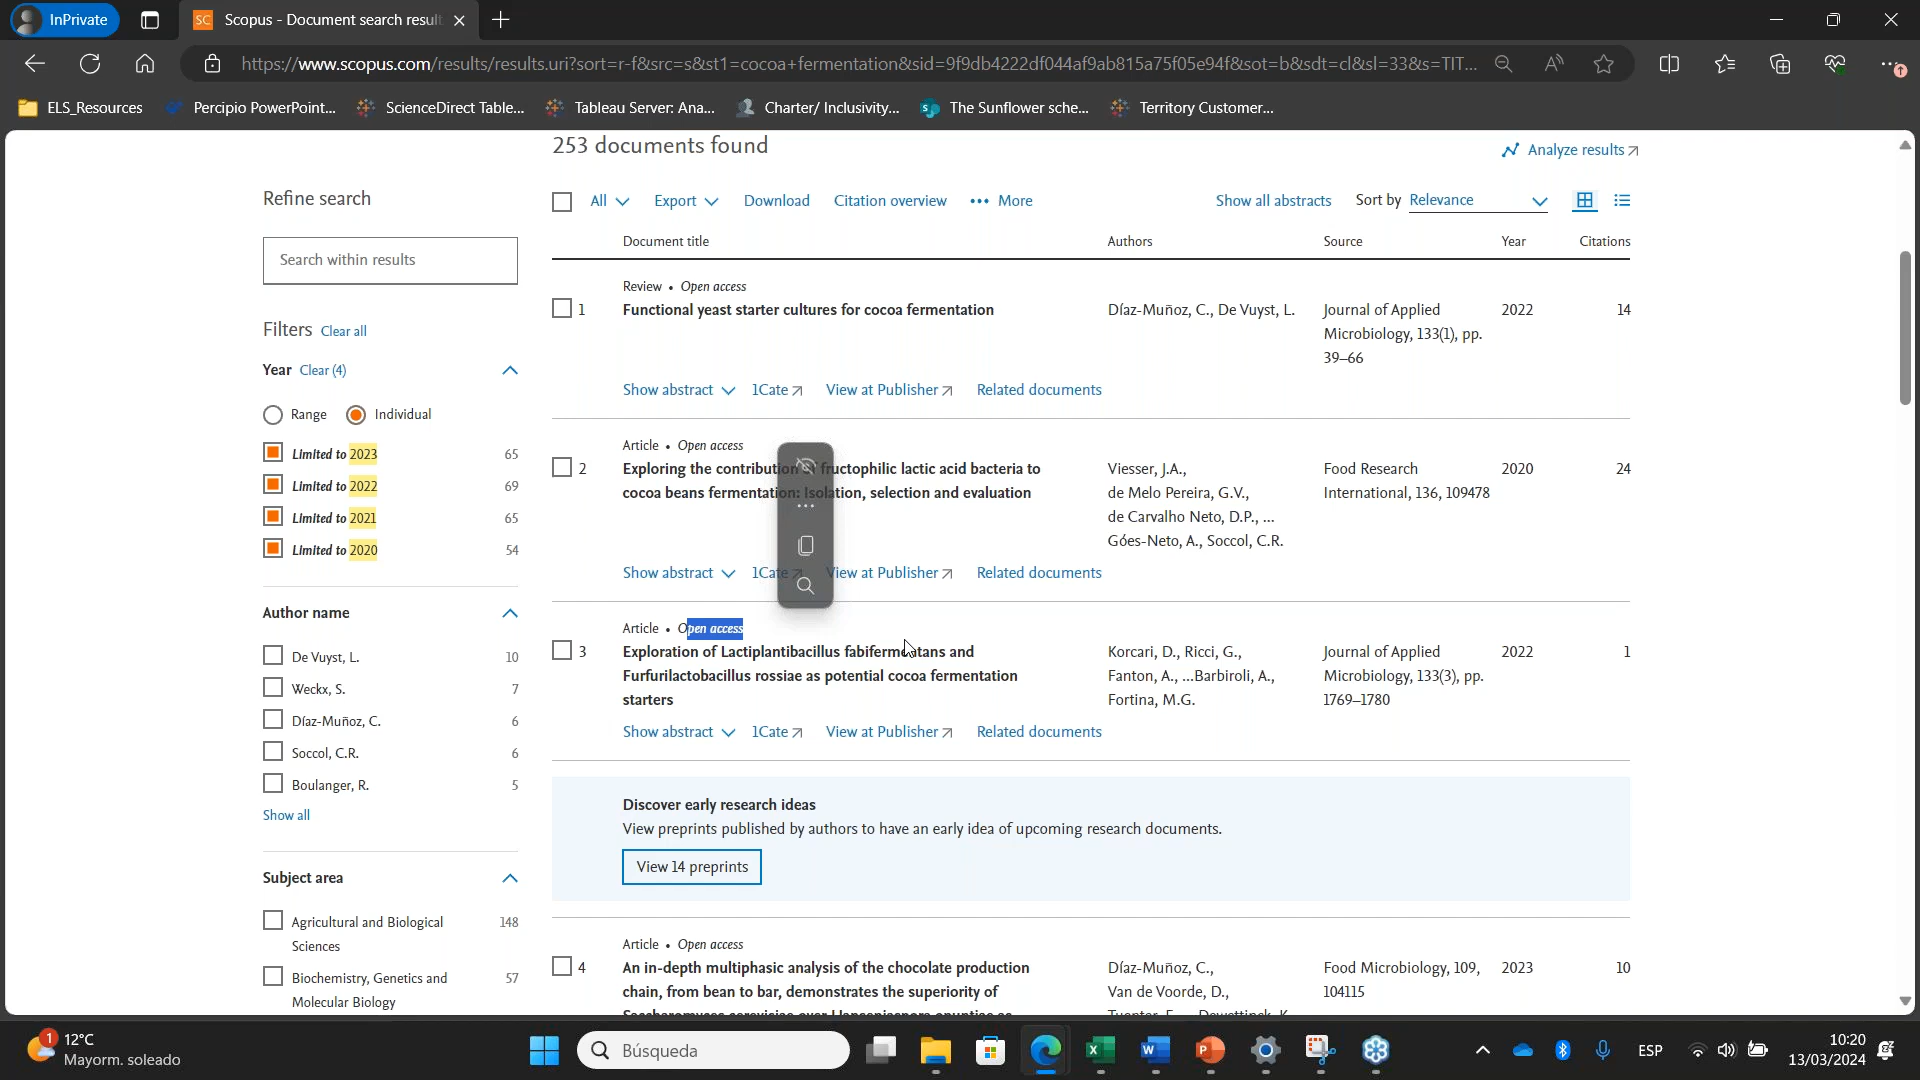 InPrivate
SC Scopus - Document search result
https://www.scopus.com/results/results.uri?sort=r-f&src=s&st1=cocoa+fermentation&sid=9f9db4222df044af9ab815a75f05e94f&sot=b&sdt=cl&sl=33&s=TIT...
ELS_Resources
Percipio PowerPoint...
ScienceDirect Table...
Tableau Server: Ana...
Charter/ Inclusivity...
The Sunflower sche...
Territory Customer...
253 documents found
Analyze results
Refine search
Search within results
Filters Clear all
Year Clear (4)
Range Individual
Limited to 2023 65
Limited to 2022 69
Limited to 2021 65
Limited to 2020 54
Author name
De Vuyst, L. 10
Weckx, S. 7
Díaz-Muñoz, C. 6
Soccol, C.R. 6
Boulanger, R. 5
Show all
Subject area
Agricultural and Biological 148
Sciences
Biochemistry, Genetics and 57
Molecular Biology
All Export Download Citation overview ••• More Show all abstracts Sort by Relevance
Document title Authors Source Year Citations
Review • Open access
1 Functional yeast starter cultures for cocoa fermentation Díaz-Muñoz, C., De Vuyst, L. Journal of Applied 2022 14
Microbiology, 133(1), pp.
39–66
Show abstract 1Cate View at Publisher Related documents
Article • Open access
2 Exploring the contribution of fructophilic lactic acid bacteria to Viesser, J.A., Food Research 2020 24
cocoa beans fermentation: Isolation, selection and evaluation de Melo Pereira, G.V., International, 136, 109478
de Carvalho Neto, D.P., ...
Góes-Neto, A., Soccol, C.R.
Show abstract 1Cate View at Publisher Related documents
Article • Open access
3 Exploration of Lactiplantibacillus fabifermentans and Korcari, D., Ricci, G., Journal of Applied 2022 1
Furfurilactobacillus rossiae as potential cocoa fermentation Fanton, A., ...Barbiroli, A., Microbiology, 133(3), pp.
starters Fortina, M.G. 1769–1780
Show abstract 1Cate View at Publisher Related documents
Discover early research ideas
View preprints published by authors to have an early idea of upcoming research documents.
View 14 preprints
Article • Open access
4 An in-depth multiphasic analysis of the chocolate production Díaz-Muñoz, C., Food Microbiology, 109, 2023 10
chain, from bean to bar, demonstrates the superiority of Van de Voorde, D., 104115
1 12°C
Mayorm. soleado
Búsqueda
ESP
10:20
13/03/2024